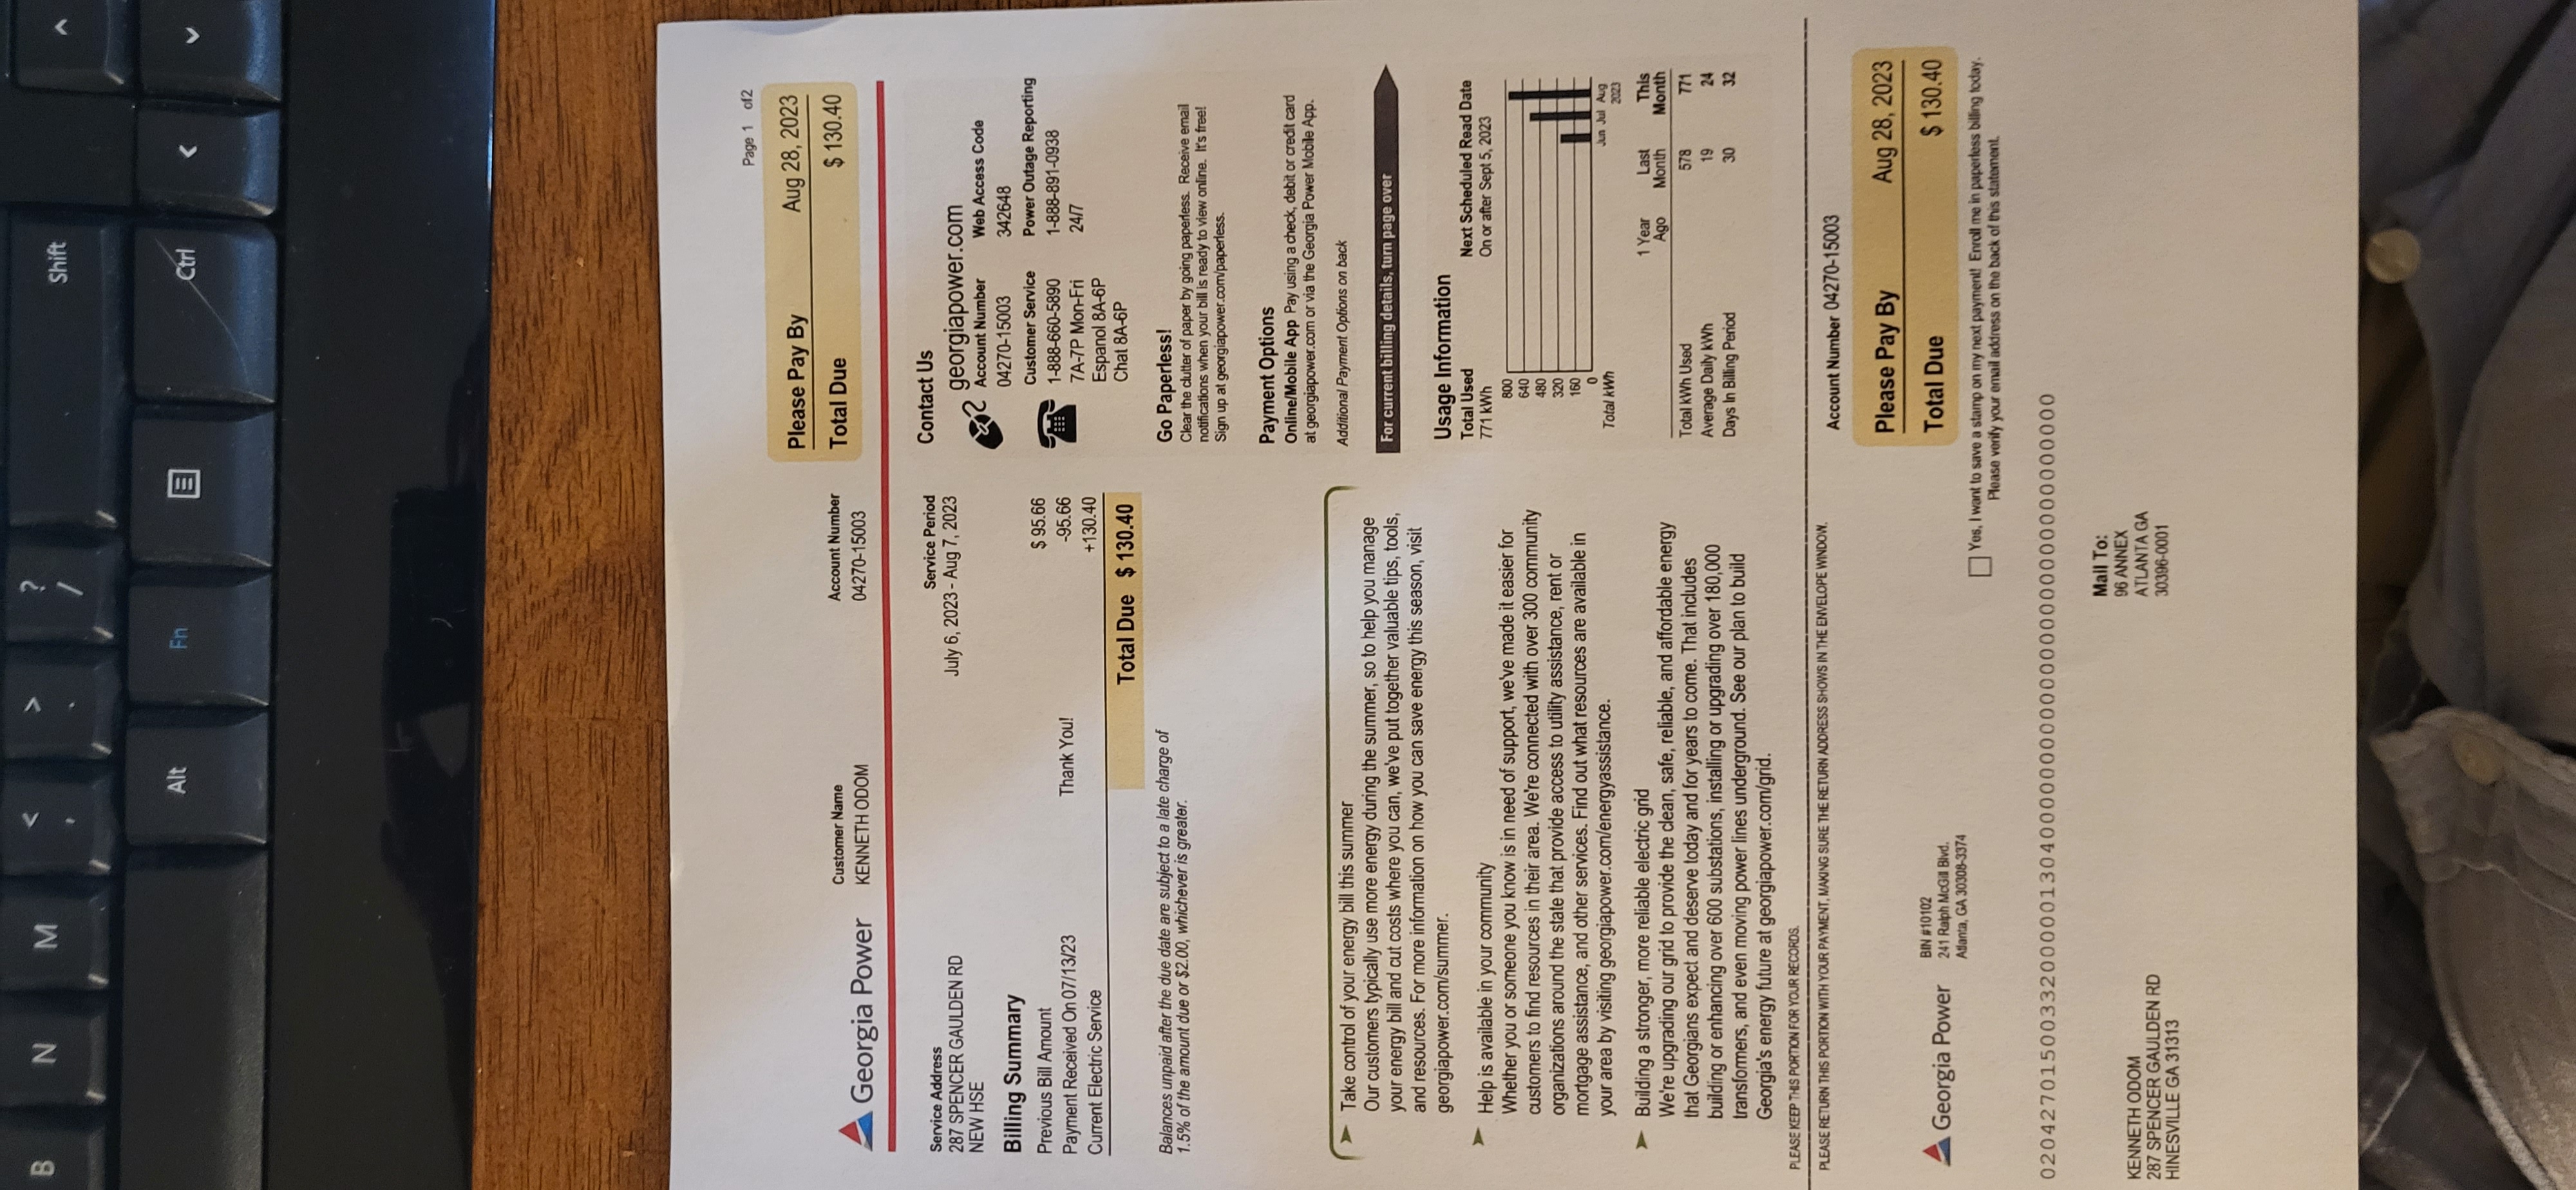 B N M < , > . ? / Shift ^
Alt Fn Ctrl < v
Page 1 of2
Please Pay By Aug 28, 2023
Total Due $ 130.40
Georgia Power
Customer Name
KENNETH ODOM
Account Number
04270-15003
Service Address
287 SPENCER GAULDEN RD
NEW HSE
Service Period
July 6, 2023 - Aug 7, 2023
Billing Summary
Previous Bill Amount $ 95.66
Payment Received On 07/13/23 Thank You! -95.66
Current Electric Service +130.40
Total Due $ 130.40
Balances unpaid after the due date are subject to a late charge of
1.5% of the amount due or $2.00, whichever is greater.
Contact Us
georgiapower.com
Account Number Web Access Code
04270-15003 342648
Customer Service Power Outage Reporting
1-888-660-5890 1-888-891-0938
7A-7P Mon-Fri 24/7
Espanol 8A-6P
Chat 8A-6P
Go Paperless!
Clear the clutter of paper by going paperless. Receive email
notifications when your bill is ready to view online. It's free!
Sign up at georgiapower.com/paperless.
Payment Options
Online/Mobile App Pay using a check, debit or credit card
at georgiapower.com or via the Georgia Power Mobile App.
Additional Payment Options on back
For current billing details, turn page over
Take control of your energy bill this summer
Our customers typically use more energy during the summer, so to help you manage
your energy bill and cut costs where you can, we've put together valuable tips, tools,
and resources. For more information on how you can save energy this season, visit
georgiapower.com/summer.
Help is available in your community
Whether you or someone you know is in need of support, we've made it easier for
customers to find resources in their area. We're connected with over 300 community
organizations around the state that provide access to utility assistance, rent or
mortgage assistance, and other services. Find out what resources are available in
your area by visiting georgiapower.com/energyassistance.
Building a stronger, more reliable electric grid
We're upgrading our grid to provide the clean, safe, reliable, and affordable energy
that Georgians expect and deserve today and for years to come. That includes
building or enhancing over 600 substations, installing or upgrading over 180,000
transformers, and even moving power lines underground. See our plan to build
Georgia's energy future at georgiapower.com/grid.
Usage Information
Total Used Next Scheduled Read Date
771 kWh On or after Sept 5, 2023
800
640
480
320
160
0
Total kWh
Jun Jul Aug
2023
1 Year Last This
Ago Month Month
Total kWh Used 578 771
Average Daily kWh 19 24
Days In Billing Period 30 32
PLEASE KEEP THIS PORTION FOR YOUR RECORDS.
PLEASE RETURN THIS PORTION WITH YOUR PAYMENT, MAKING SURE THE RETURN ADDRESS SHOWS IN THE ENVELOPE WINDOW.
Account Number 04270-15003
Please Pay By Aug 28, 2023
Total Due $ 130.40
Georgia Power
BIN #10102
241 Ralph McGill Blvd.
Atlanta, GA 30308-3374
Yes, I want to save a stamp on my next payment! Enroll me in paperless billing today.
Please verify your email address on the back of this statement.
Mail To:
96 ANNEX
ATLANTA GA
30396-0001
KENNETH ODOM
287 SPENCER GAULDEN RD
HINESVILLE GA 31313